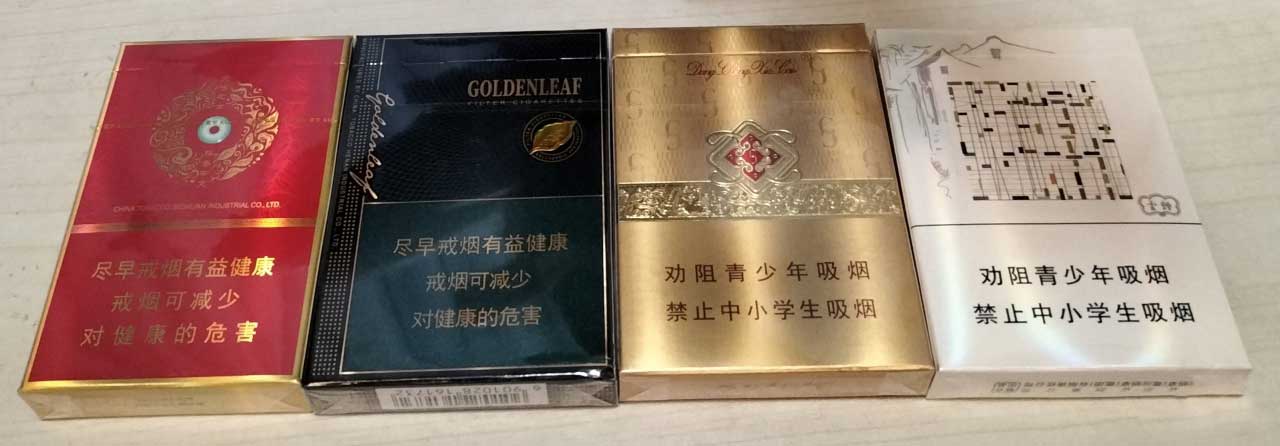 CHINA TOBACCO SICHUAN INDUSTRIAL CO.,LTD.
尽早戒烟有益健康
戒烟可减少
对健康的危害
GOLDENLEAF
FILTER CIGARETTES
Goldenleaf
尽早戒烟有益健康
戒烟可减少
对健康的危害
6 901028 161732
劝阻青少年吸烟
禁止中小学生吸烟
劝阻青少年吸烟
禁止中小学生吸烟